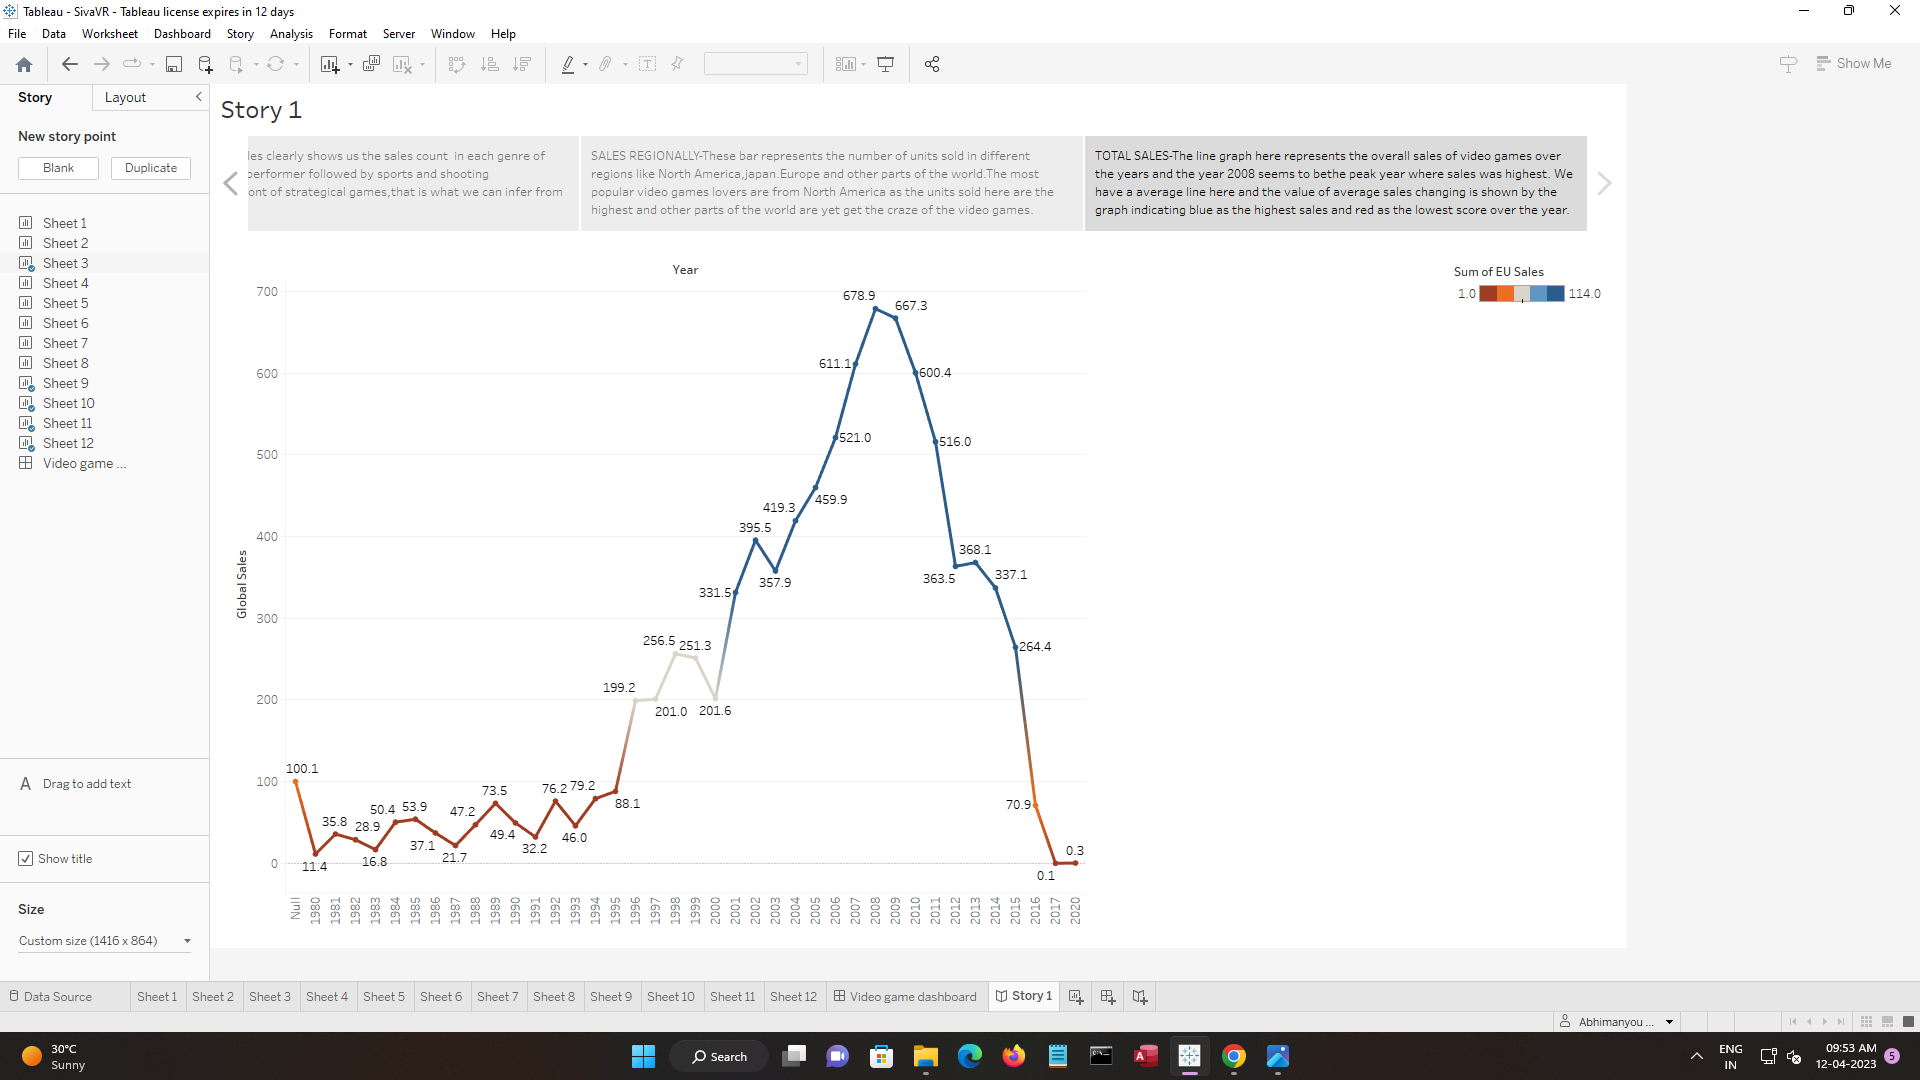 Tableau - SivaVR - Tableau license expires in 12 days
File Data Worksheet Dashboard Story Analysis Format Server Window Help
Show Me
Story Layout
New story point
Blank Duplicate
Sheet 1
Sheet 2
Sheet 3
Sheet 4
Sheet 5
Sheet 6
Sheet 7
Sheet 8
Sheet 9
Sheet 10
Sheet 11
Sheet 12
Video game ...
A Drag to add text
Show title
Size
Custom size (1416 x 864)
Story 1
les clearly shows us the sales count in each genre of
performer followed by sports and shooting
ont of strategical games,that is what we can infer from
SALES REGIONALLY-These bar represents the number of units sold in different
regions like North America,japan.Europe and other parts of the world.The most
popular video games lovers are from North America as the units sold here are the
highest and other parts of the world are yet get the craze of the video games.
TOTAL SALES-The line graph here represents the overall sales of video games over
the years and the year 2008 seems to bethe peak year where sales was highest. We
have a average line here and the value of average sales changing is shown by the
graph indicating blue as the highest sales and red as the lowest score over the year.
Year
Sum of EU Sales
1.0 114.0
Global Sales
700
600
500
400
300
200
100
0
100.1
11.4
35.8
28.9
16.8
50.4
53.9
37.1
21.7
47.2
73.5
49.4
32.2
76.2
46.0
79.2
88.1
199.2
201.0
256.5
251.3
201.6
331.5
395.5
357.9
419.3
459.9
521.0
611.1
678.9
667.3
600.4
516.0
363.5
368.1
337.1
264.4
70.9
0.1
0.3
Null 1980 1981 1982 1983 1984 1985 1986 1987 1988 1989 1990 1991 1992 1993 1994 1995 1996 1997 1998 1999 2000 2001 2002 2003 2004 2005 2006 2007 2008 2009 2010 2011 2012 2013 2014 2015 2016 2017 2020
Data Source Sheet 1 Sheet 2 Sheet 3 Sheet 4 Sheet 5 Sheet 6 Sheet 7 Sheet 8 Sheet 9 Sheet 10 Sheet 11 Sheet 12 Video game dashboard Story 1
Abhimanyou ...
30°C
Sunny
Search
ENG
IN
09:53 AM
12-04-2023
5